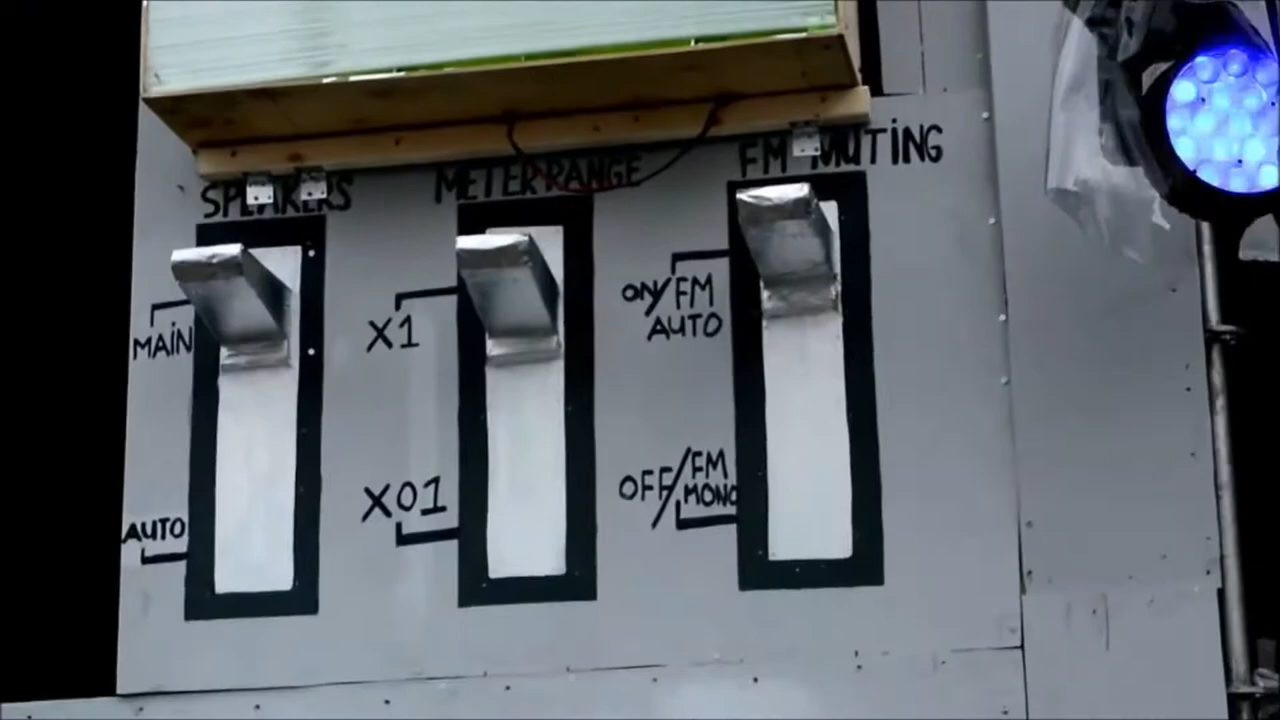 SPEAKERS
MAIN
AUTO
METER RANGE
X1
X01
FM MUTING
ON/FM
AUTO
OFF/FM
MONO